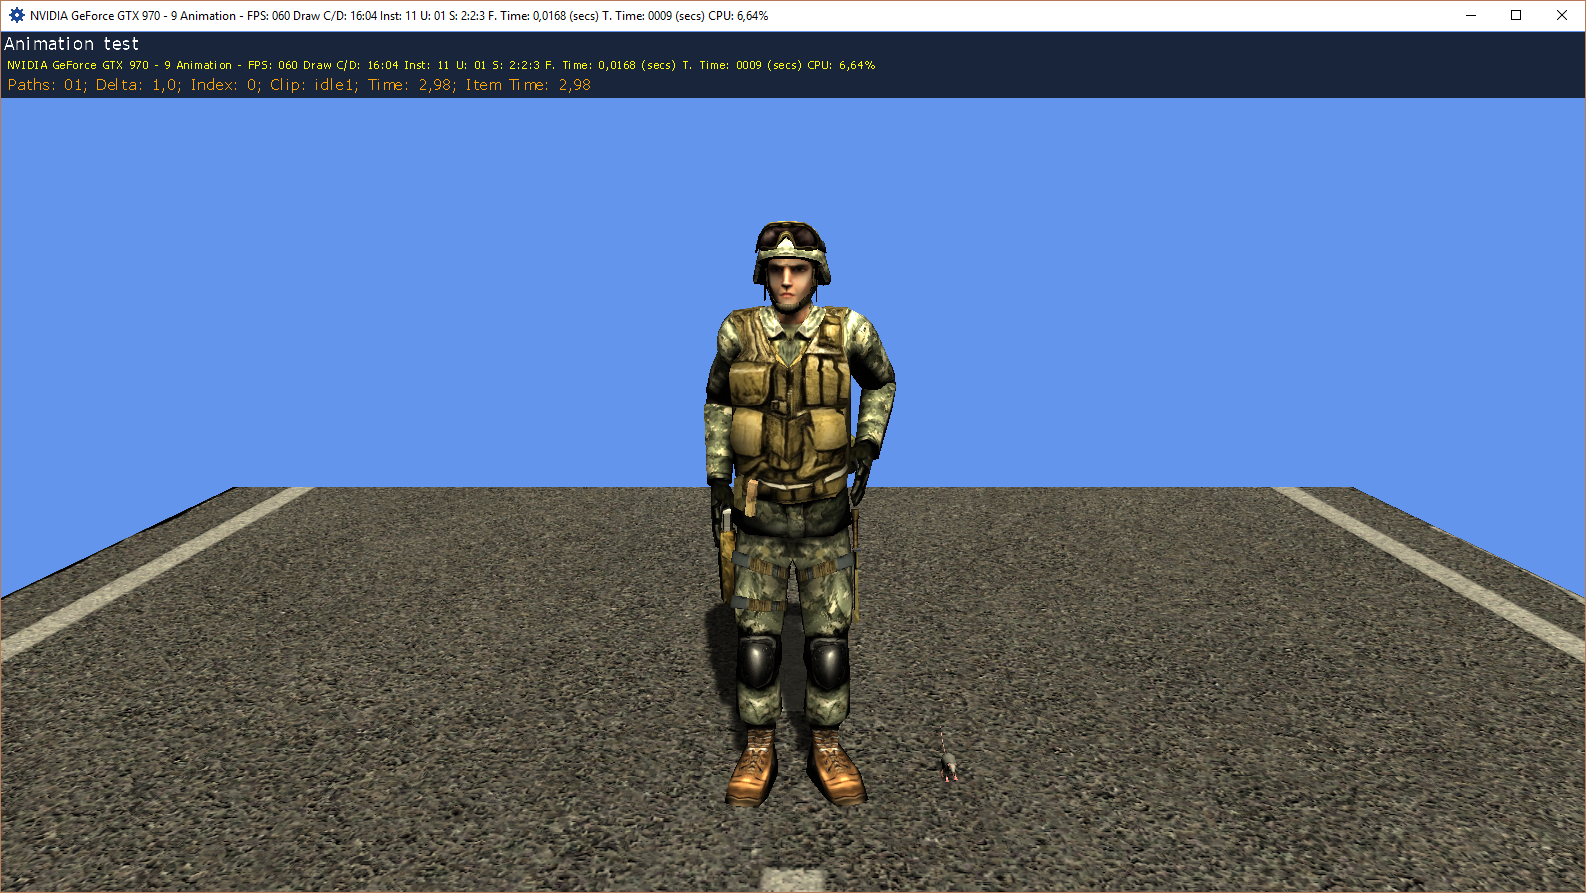 NVIDIA GeForce GTX 970 - 9 Animation - FPS: 060 Draw C/D: 16:04 Inst: 11 U: 01 S: 2:2:3 F. Time: 0,0168 (secs) T. Time: 0009 (secs) CPU: 6,64%
Animation test
NVIDIA GeForce GTX 970 - 9 Animation - FPS: 060 Draw C/D: 16:04 Inst: 11 U: 01 S: 2:2:3 F. Time: 0,0168 (secs) T. Time: 0009 (secs) CPU: 6,64%
Paths: 01; Delta: 1,0; Index: 0; Clip: idle1; Time: 2,98; Item Time: 2,98